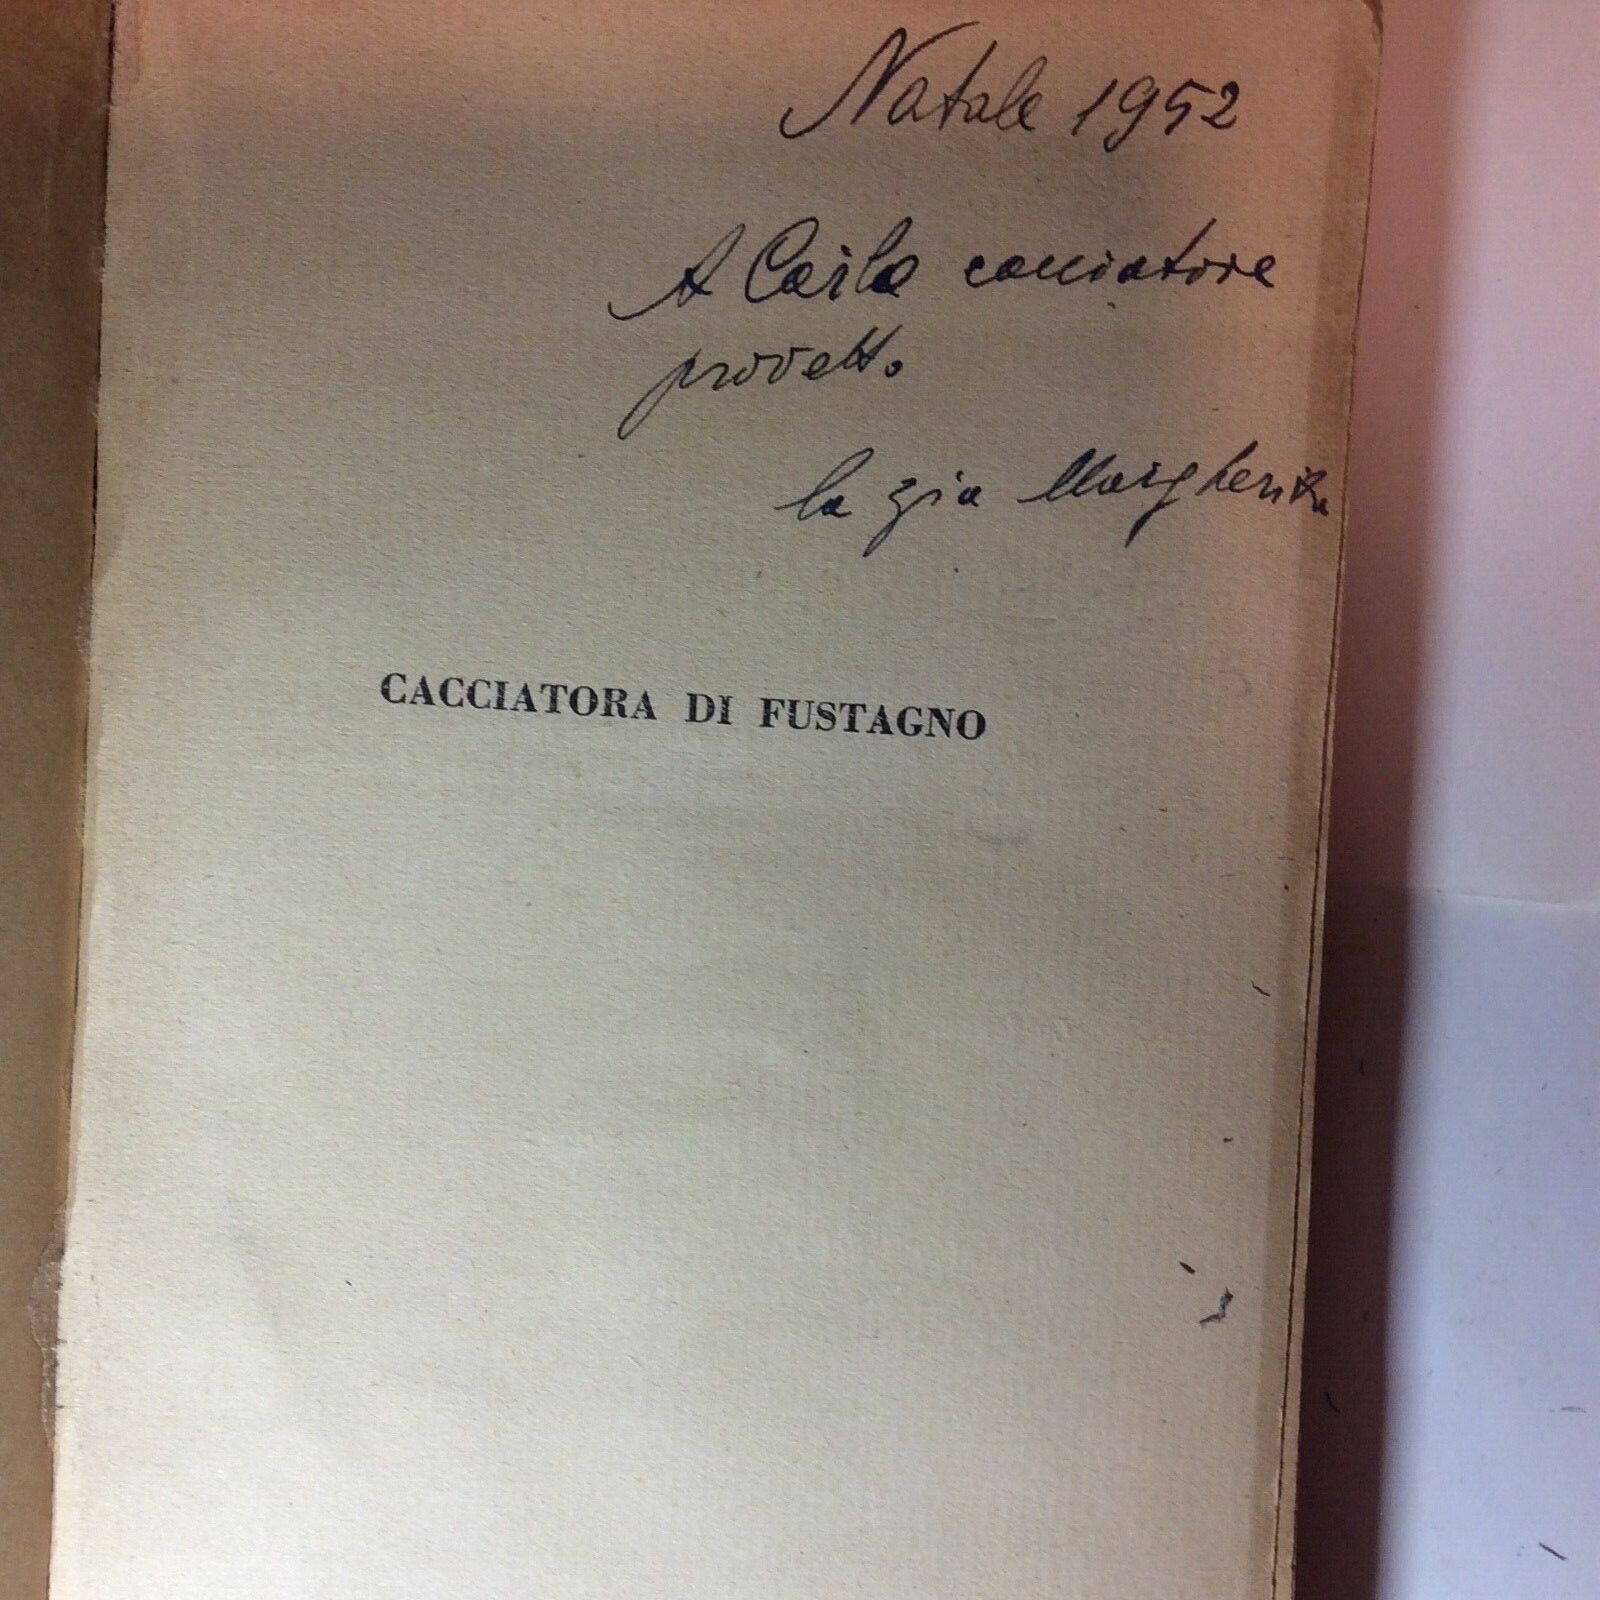 Natale 1952
A Carlo cacciatore
provetto
la zia Margherita
CACCIATORA DI FUSTAGNO